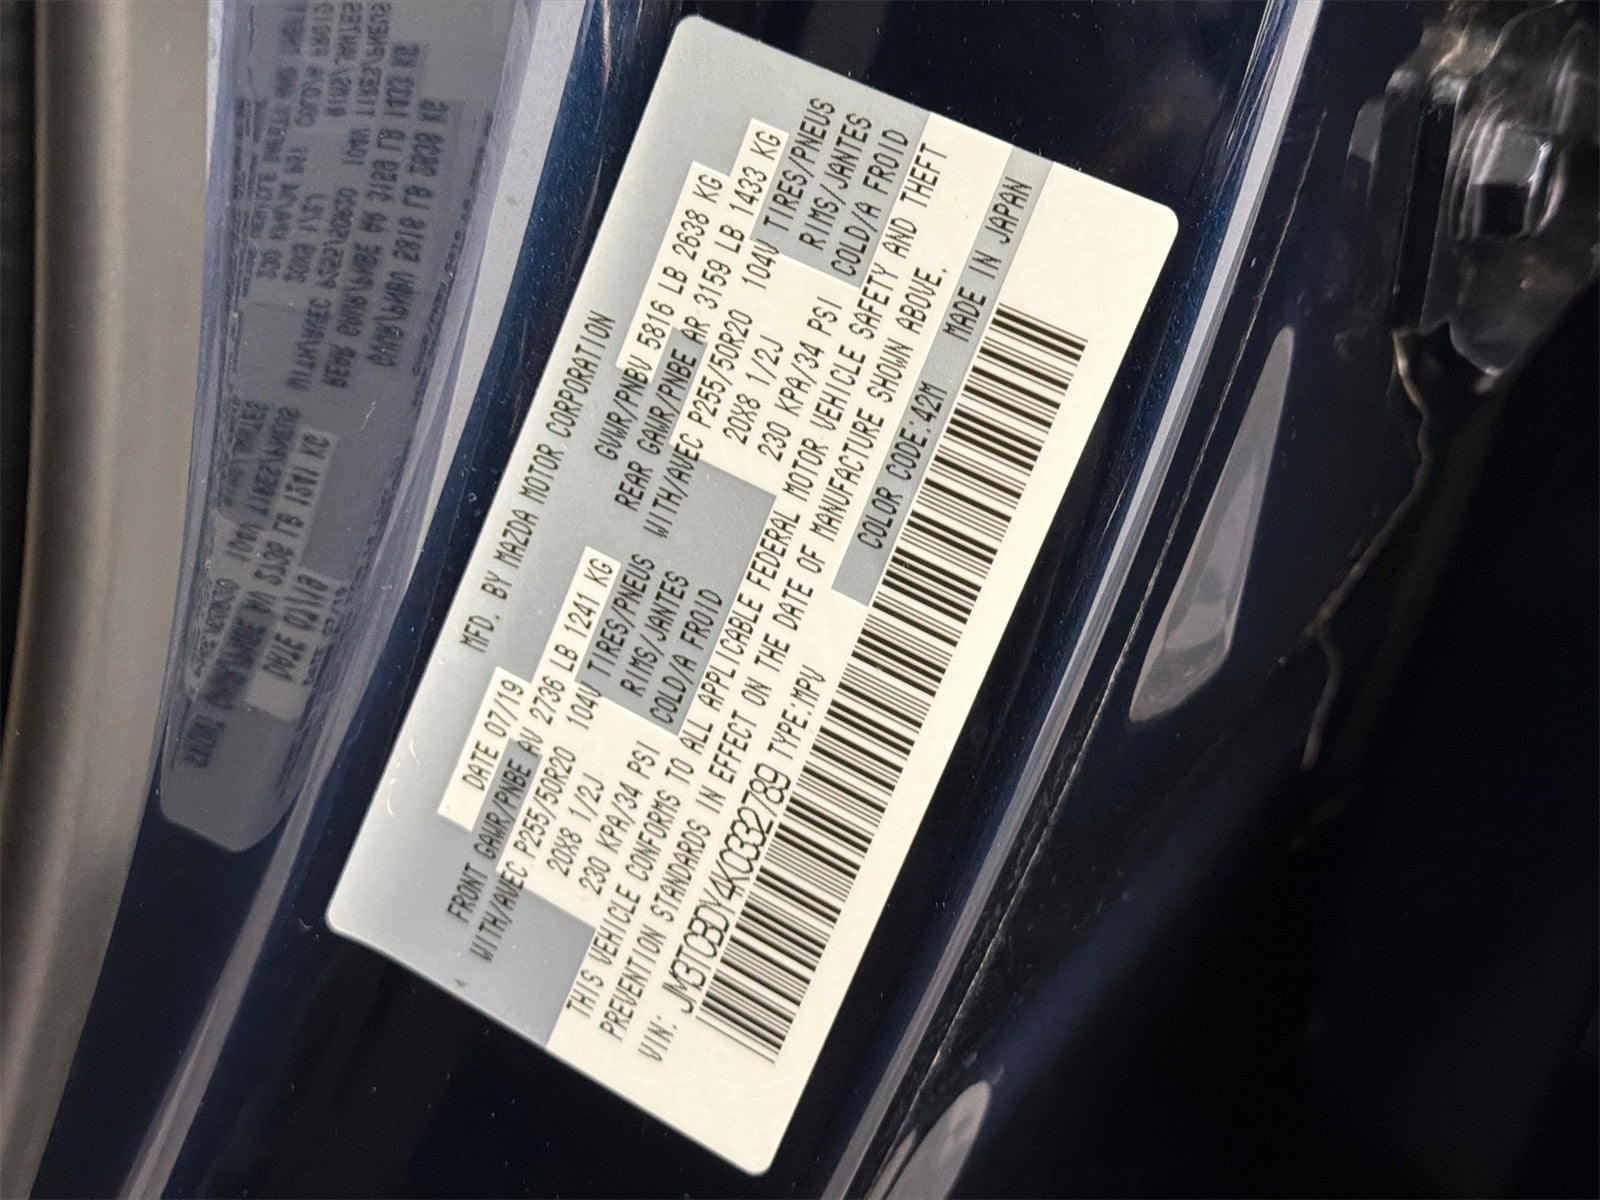 MFD. BY MAZDA MOTOR CORPORATION
DATE 07/19 GVWR/PNBV 5816 LB 2638 KG
FRONT GAWR/PNBE AV 2736 LB 1241 KG REAR GAWR/PNBE AR 3159 LB 1433 KG
WITH/AVEC P255/50R20 104V TIRES/PNEUS WITH/AVEC P255/50R20 104V TIRES/PNEUS
20X8 1/2J RIMS/JANTES 20X8 1/2J RIMS/JANTES
230 KPA/34 PSI COLD/A FROID 230 KPA/34 PSI COLD/A FROID
THIS VEHICLE CONFORMS TO ALL APPLICABLE FEDERAL MOTOR VEHICLE SAFETY AND THEFT
PREVENTION STANDARDS IN EFFECT ON THE DATE OF MANUFACTURE SHOWN ABOVE.
VIN: JM3TCBDY4K0332789 TYPE:MPV COLOR CODE:42M MADE IN JAPAN